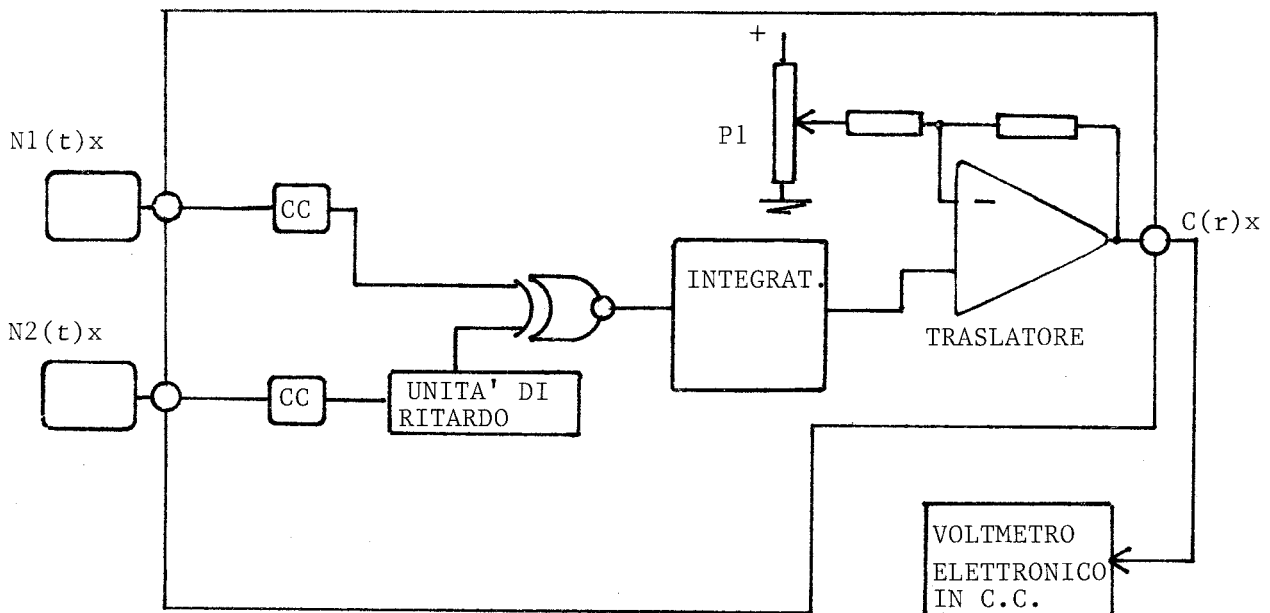 +
P1
N1(t)x
CC
C(r)x
INTEGRAT.
TRASLATORE
N2(t)x
CC
UNITA' DI
RITARDO
VOLTMETRO
ELETTRONICO
IN C.C.